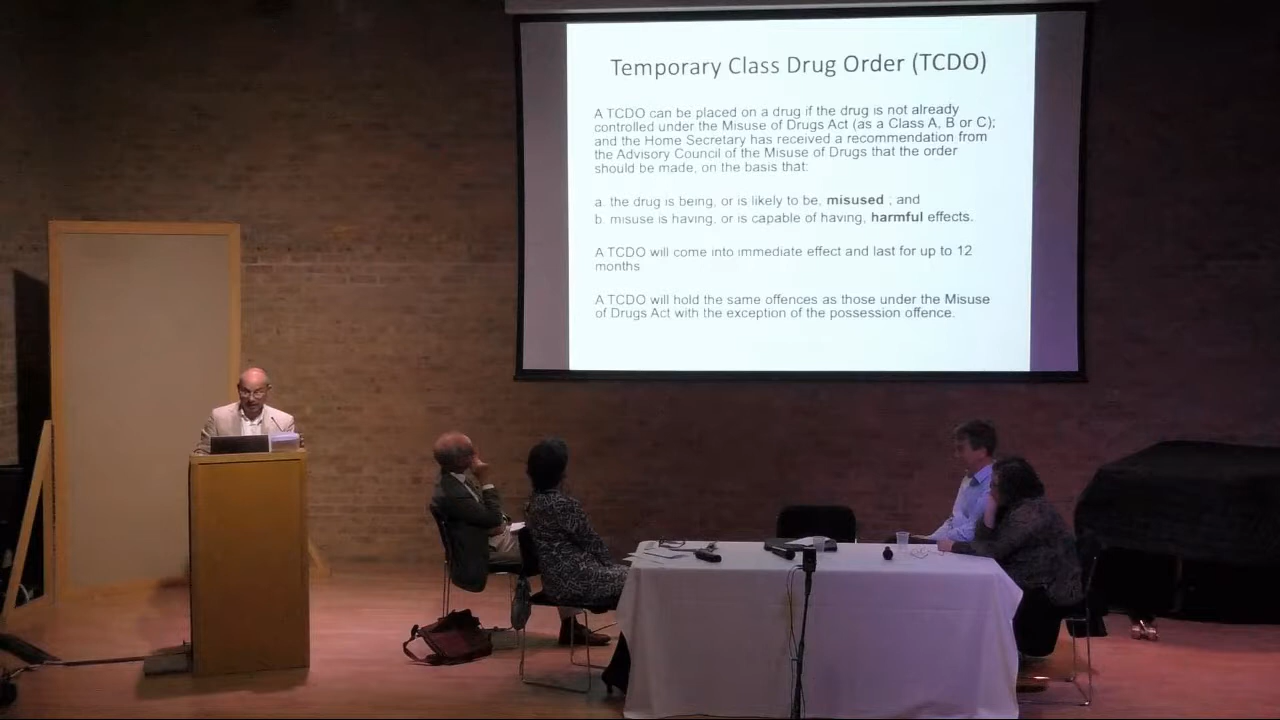 Temporary Class Drug Order (TCDO)
A TCDO can be placed on a drug if the drug is not already
controlled under the Misuse of Drugs Act (as a Class A, B or C);
and the Home Secretary has received a recommendation from
the Advisory Council of the Misuse of Drugs that the order
should be made, on the basis that:
a. the drug is being, or is likely to be, misused ; and
b. misuse is having, or is capable of having, harmful effects.
A TCDO will come into immediate effect and last for up to 12
months
A TCDO will hold the same offences as those under the Misuse
of Drugs Act with the exception of the possession offence.